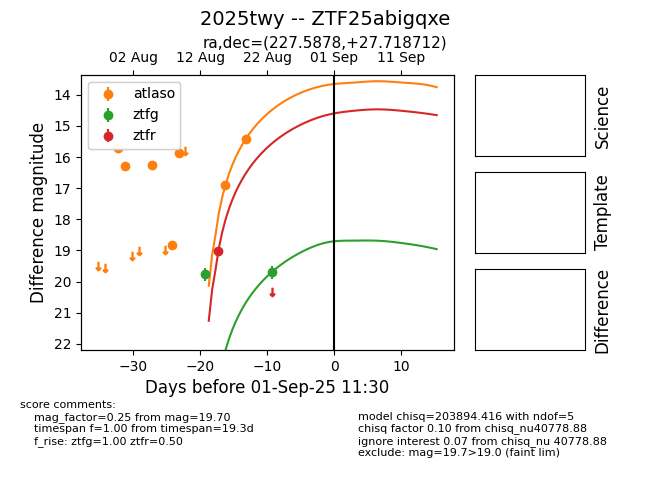 2025twy -- ZTF25abigqxe
ra,dec=(227.5878,+27.718712)
02 Aug 12 Aug 22 Aug 01 Sep 11 Sep
atlaso
ztfg
ztfr
14
15
16
17
18
19
20
21
22
Difference magnitude
−30 −20 −10 0 10
Days before 01-Sep-25 11:30
Science
Template
Difference
score comments:
mag_factor=0.25 from mag=19.70
timespan f=1.00 from timespan=19.3d
f_rise: ztfg=1.00 ztfr=0.50
model chisq=203894.416 with ndof=5
chisq factor 0.10 from chisq_nu40778.88
ignore interest 0.07 from chisq_nu 40778.88
exclude: mag=19.7>19.0 (faint lim)